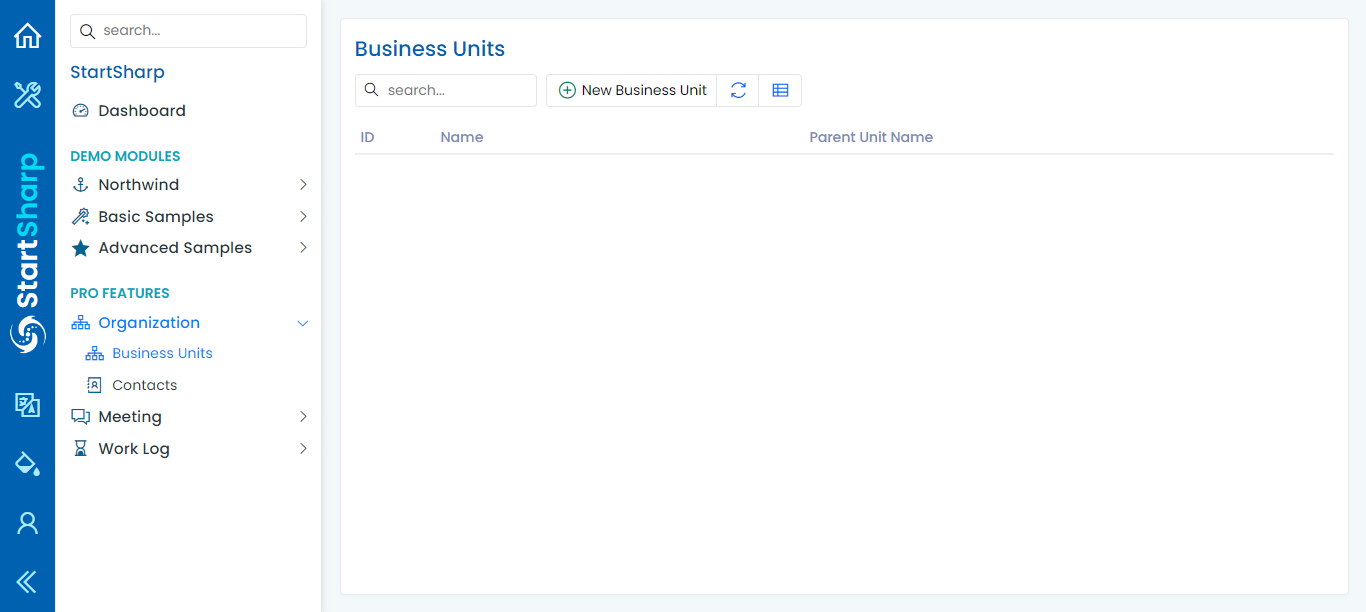 StartSharp
search...
StartSharp
Dashboard
DEMO MODULES
Northwind
Basic Samples
Advanced Samples
PRO FEATURES
Organization
Business Units
Contacts
Meeting
Work Log
Business Units
search...
New Business Unit
ID Name Parent Unit Name